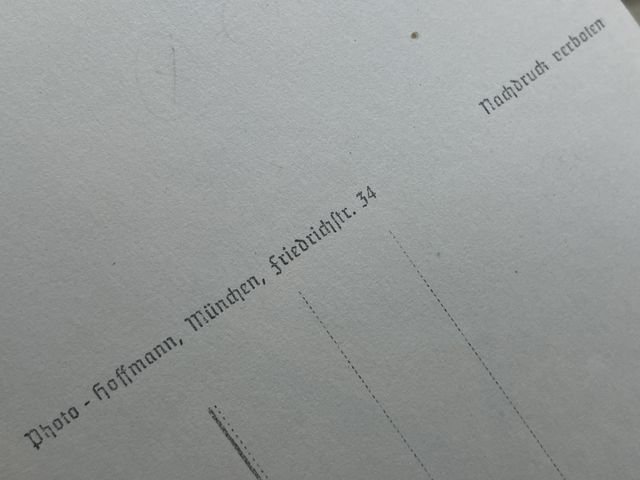 Nachdruck verboten
Photo - Hoffmann, München, Friedrichstr. 34